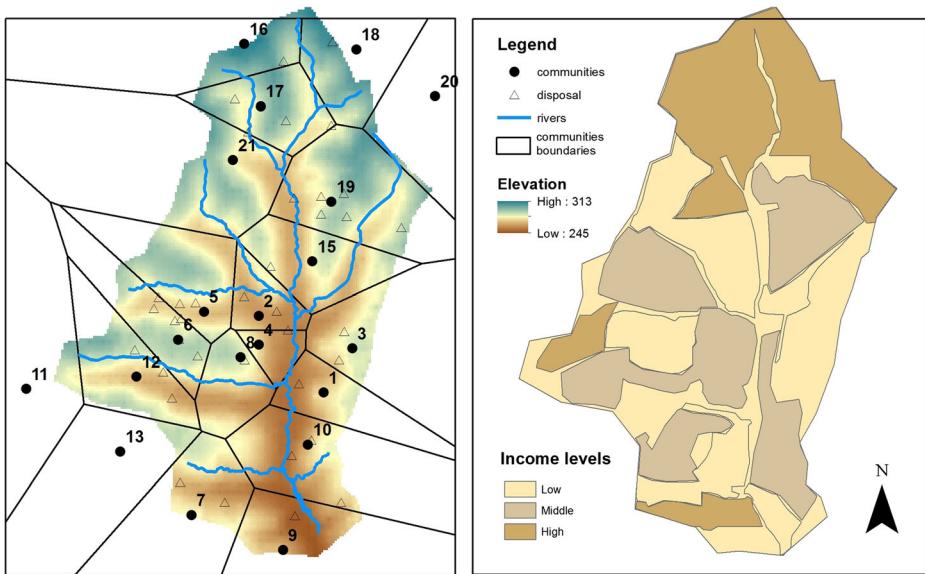 16
18
20
17
21
19
15
5
2
6
4
8
3
12
11
1
13
10
7
9
Legend
communities
disposal
rivers
communities
boundaries
Elevation
High : 313
Low : 245
Income levels
Low
Middle
High
N